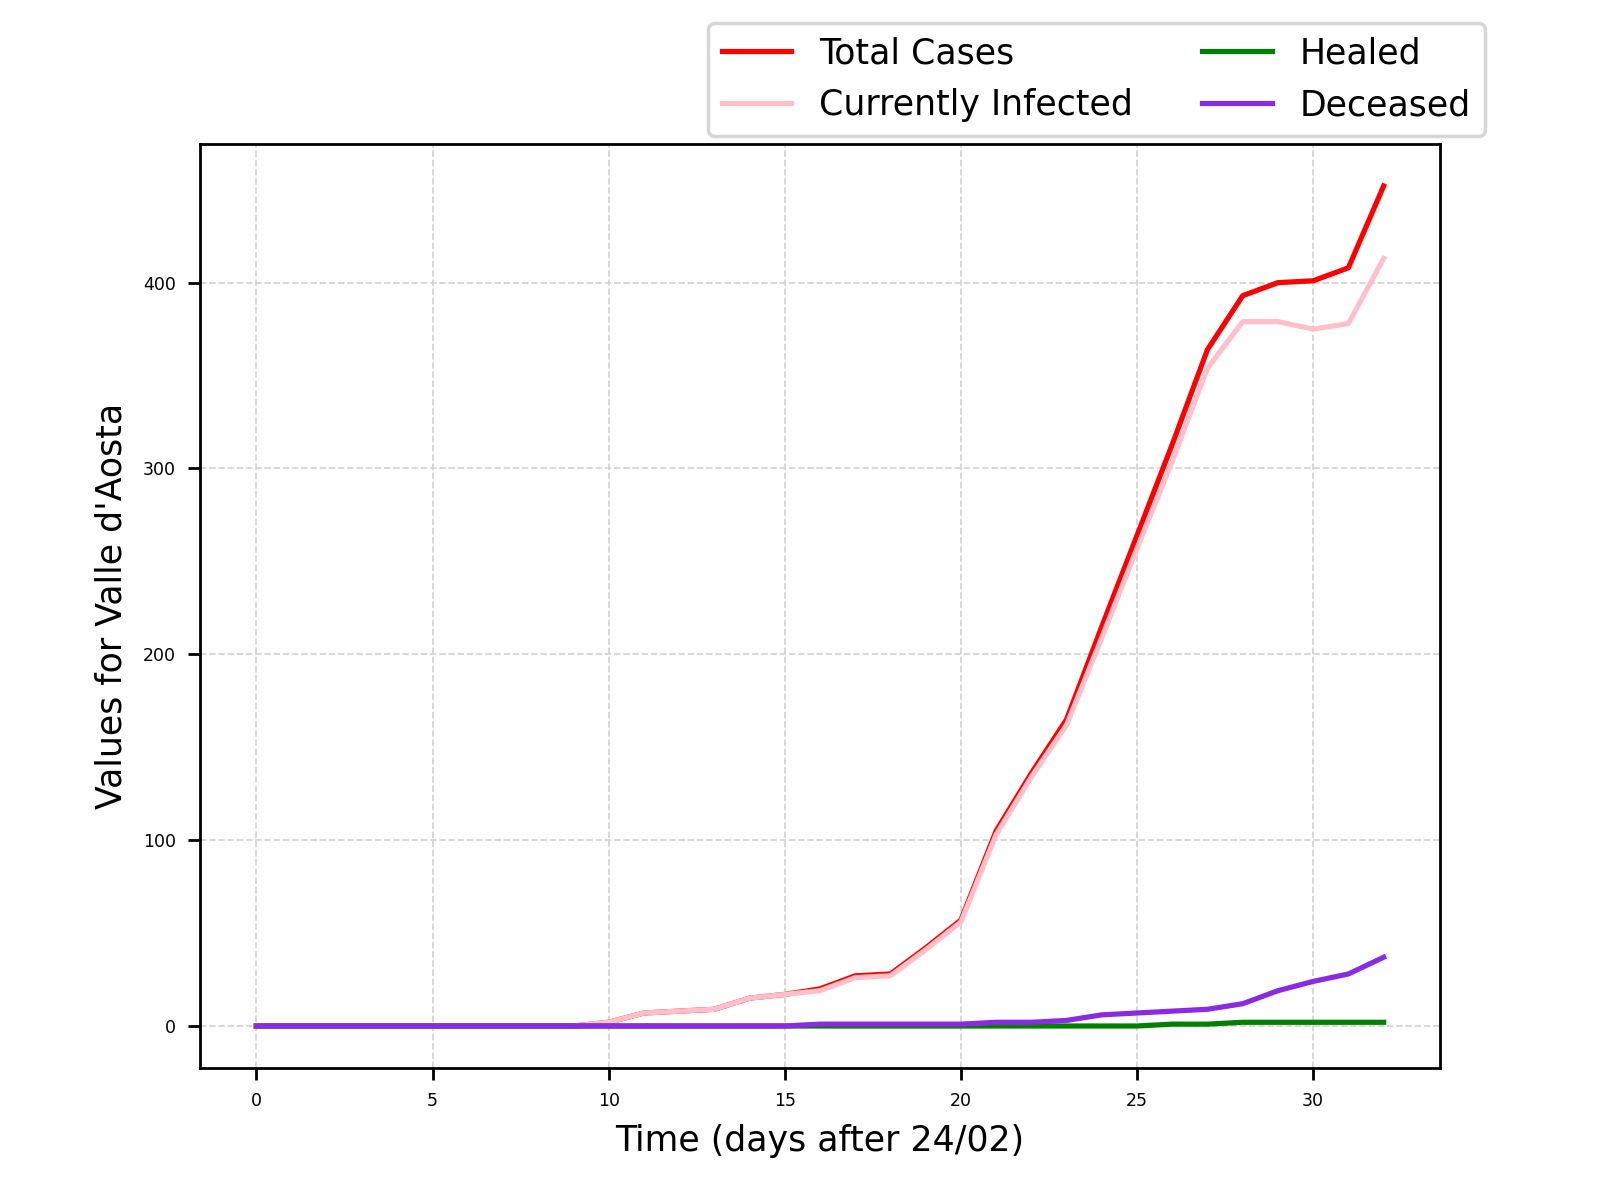 Total Cases
Currently Infected
Healed
Deceased
Values for Valle d'Aosta
400
300
200
100
0
0 5 10 15 20 25 30
Time (days after 24/02)